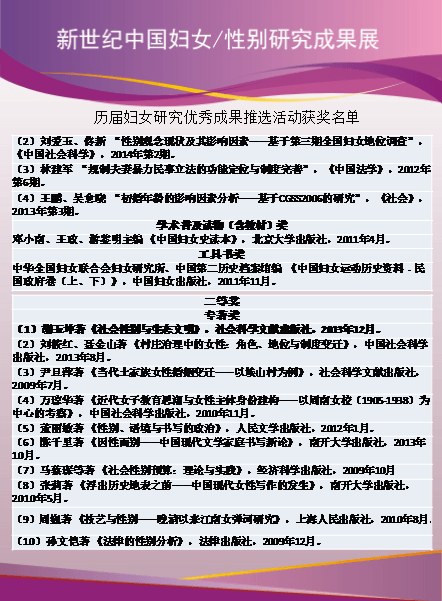 新世纪中国妇女/性别研究成果展
历届妇女研究优秀成果推选活动获奖名单
（2）刘爱玉、佟新 “性别观念现状及其影响因素——基于第三期全国妇女地位调查”，
《中国社会科学》，2014年第2期。
（3）林建军 “规制夫妻暴力民事立法的功能定位与制度完善”，《中国法学》，2012年
第6期。
（4）王鹏、吴愈晓 “初婚年龄的影响因素分析——基于CGSS2006的研究”，《社会》，
2013年第3期。
学术普及读物（含教材）奖
邓小南、王政、游鉴明主编《中国妇女史读本》，北京大学出版社，2011年4月。
工具书奖
中华全国妇女联合会妇女研究所、中国第二历史档案馆编 《中国妇女运动历史资料－民
国政府卷（上、下）》，中国妇女出版社，2011年11月。
二等奖
专著奖
（1）胡玉坤著《社会性别与生态文明》，社会科学文献出版社，2013年12月。
（2）刘筱红、赵金山著《村庄治理中的女性：角色、地位与制度变迁》，中国社会科学
出版社，2013年8月。
（3）尹旦萍著《当代土家族女性婚姻变迁——以埃山村为例》，社会科学文献出版社，
2009年7月。
（4）万琼华著《近代女子教育思潮与女性主体身份建构——以周南女校（1905-1938）为
中心的考察》，中国社会科学出版社，2010年11月。
（5）董丽敏著《性别、语境与书写的政治》，人民文学出版社，2012年1月。
（6）陈千里著《因性而别——中国现代文学家庭书写新论》，南开大学出版社，2013年
10月。
（7）马蔡琛等著《社会性别预算：理论与实践》，经济科学出版社，2009年10月
（8）张莉著《浮出历史地表之前——中国现代女性写作的发生》，南开大学出版社，
2010年5月。
（9）周巍著《技艺与性别——晚清以来江南女弹词研究》，上海人民出版社，2010年8月.
（10）孙文恺著《法律的性别分析》，法律出版社，2009年12月。